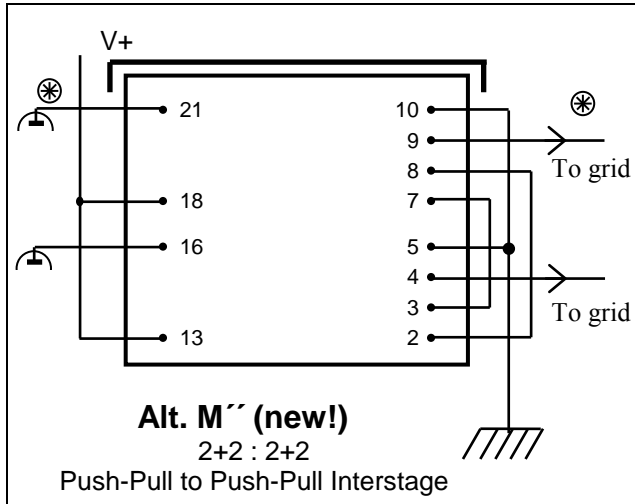 V+
21 10
9
To grid
8
18 7
16 5
4
To grid
3
13 2
Alt. M´´ (new!)
2+2 : 2+2
Push-Pull to Push-Pull Interstage